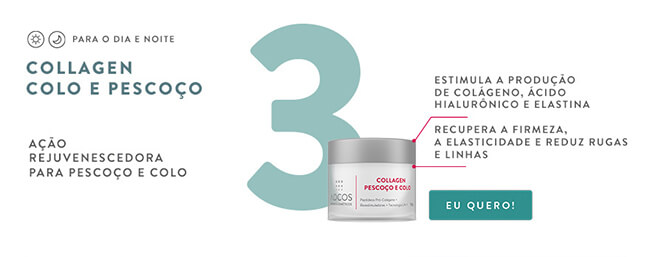 PARA O DIA E NOITE
COLLAGEN
COLO E PESCOÇO
AÇÃO
REJUVENESCEDORA
PARA PESCOÇO E COLO
3
COLLAGEN
PESCOÇO E COLO
ESTIMULA A PRODUÇÃO
DE COLÁGENO, ÁCIDO
HIALURÔNICO E ELASTINA
RECUPERA A FIRMEZA,
A ELASTICIDADE E REDUZ RUGAS
E LINHAS
EU QUERO!